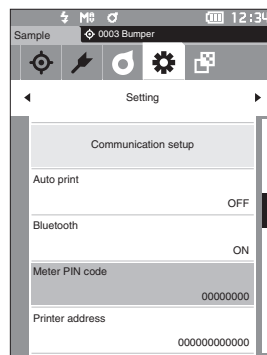 12:34
Sample
0003 Bumper
Setting
Communication setup
Auto print
OFF
Bluetooth
ON
Meter PIN code
00000000
Printer address
000000000000